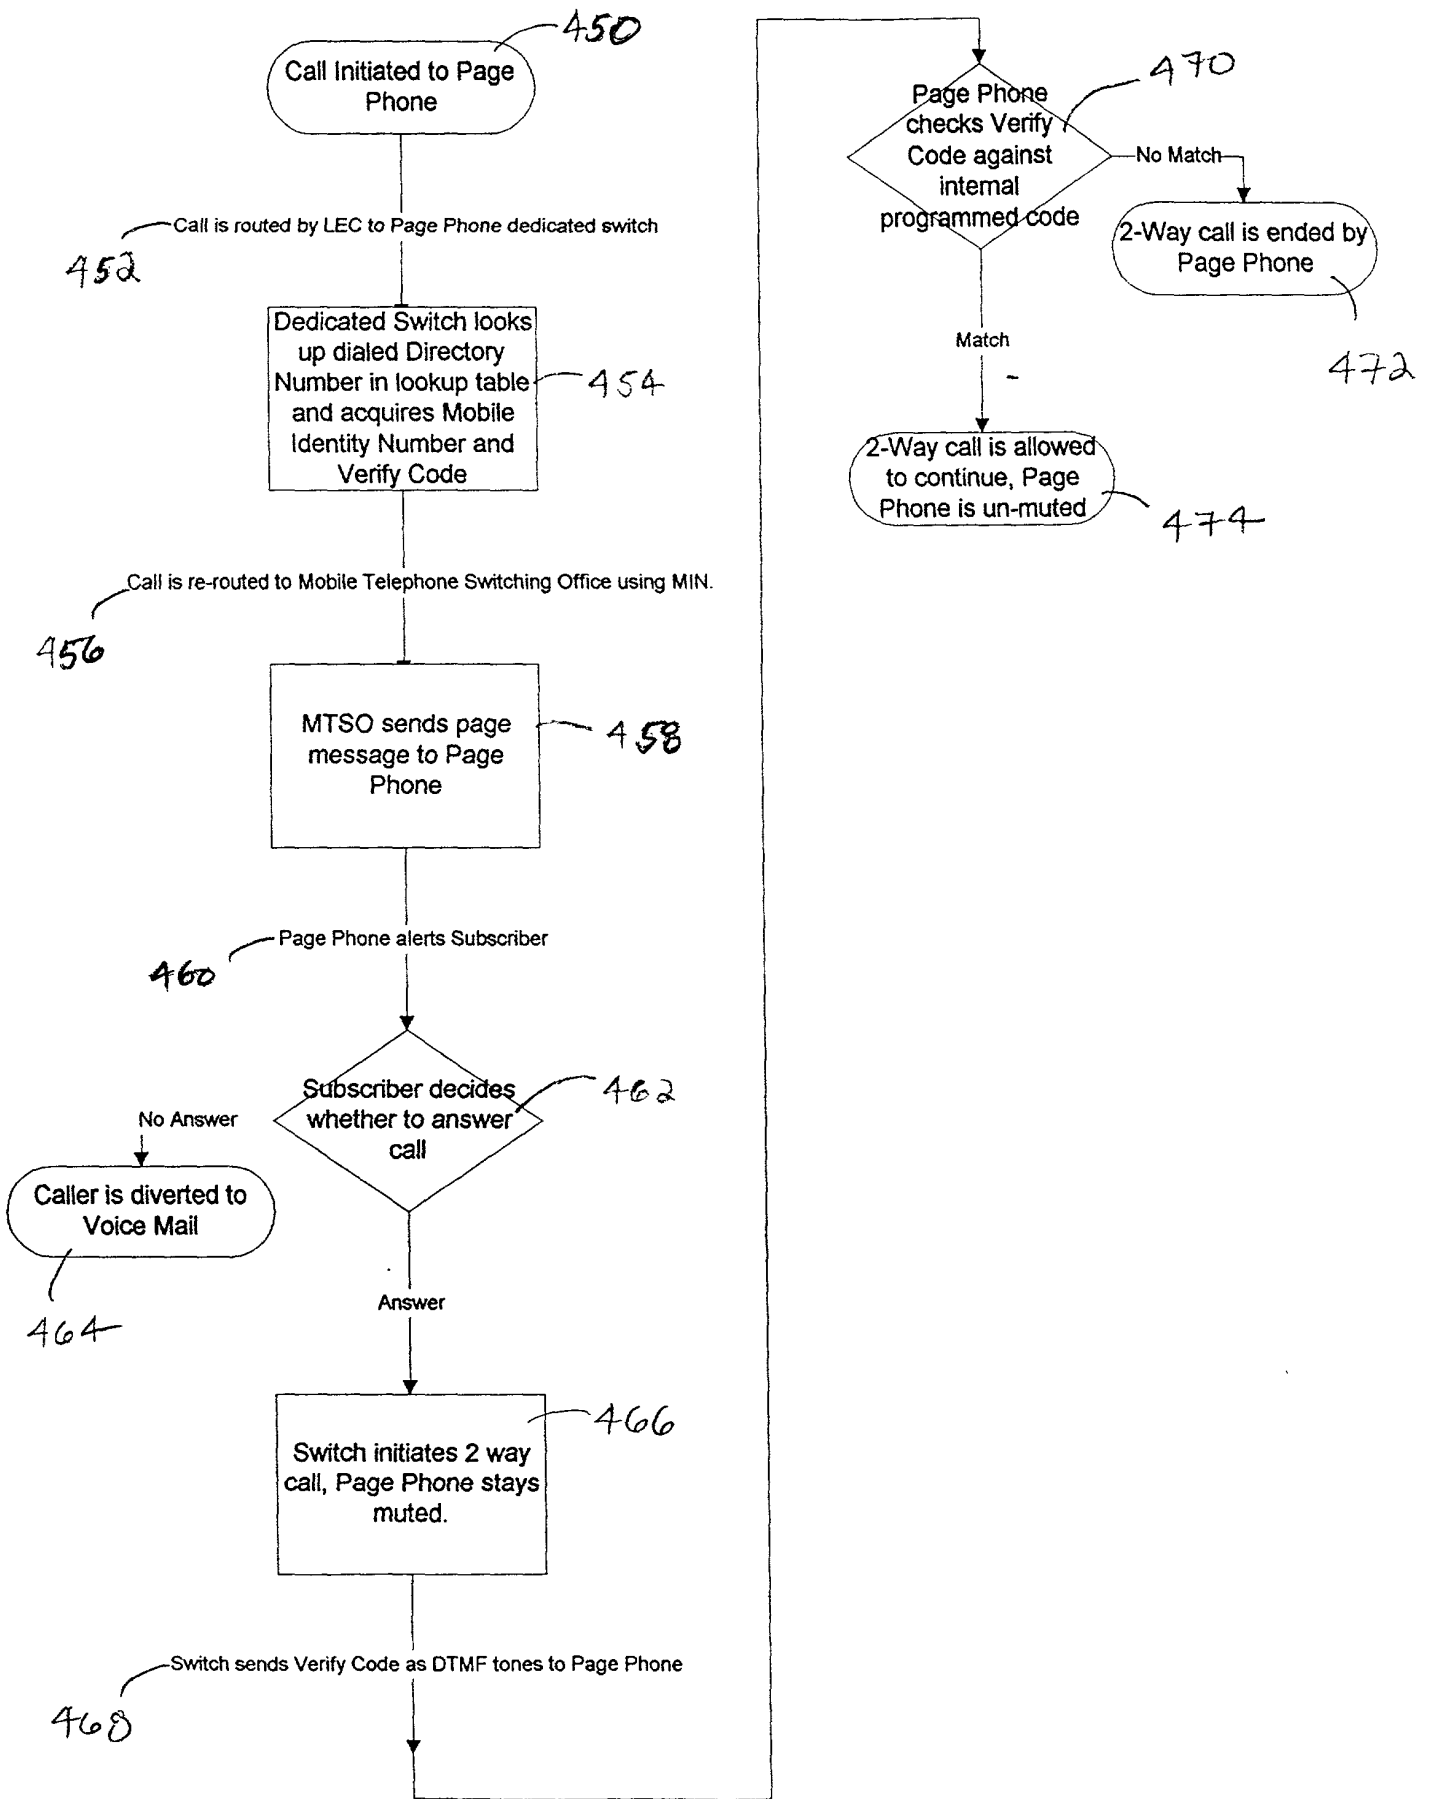 450
Call Initiated to Page
Phone
Call is routed by LEC to Page Phone dedicated switch
452
Dedicated Switch looks
up dialed Directory
Number in lookup table
and acquires Mobile
Identity Number and
Verify Code
454
Call is re-routed to Mobile Telephone Switching Office using MIN.
456
MTSO sends page
message to Page
Phone
458
Page Phone alerts Subscriber
460
Subscriber decides
whether to answer
call
462
No Answer
Caller is diverted to
Voice Mail
464
Answer
466
Switch initiates 2 way
call, Page Phone stays
muted.
Switch sends Verify Code as DTMF tones to Page Phone
468
470
Page Phone
checks Verify
Code against
internal
programmed code
No Match
2-Way call is ended by
Page Phone
472
Match
2-Way call is allowed
to continue, Page
Phone is un-muted
474